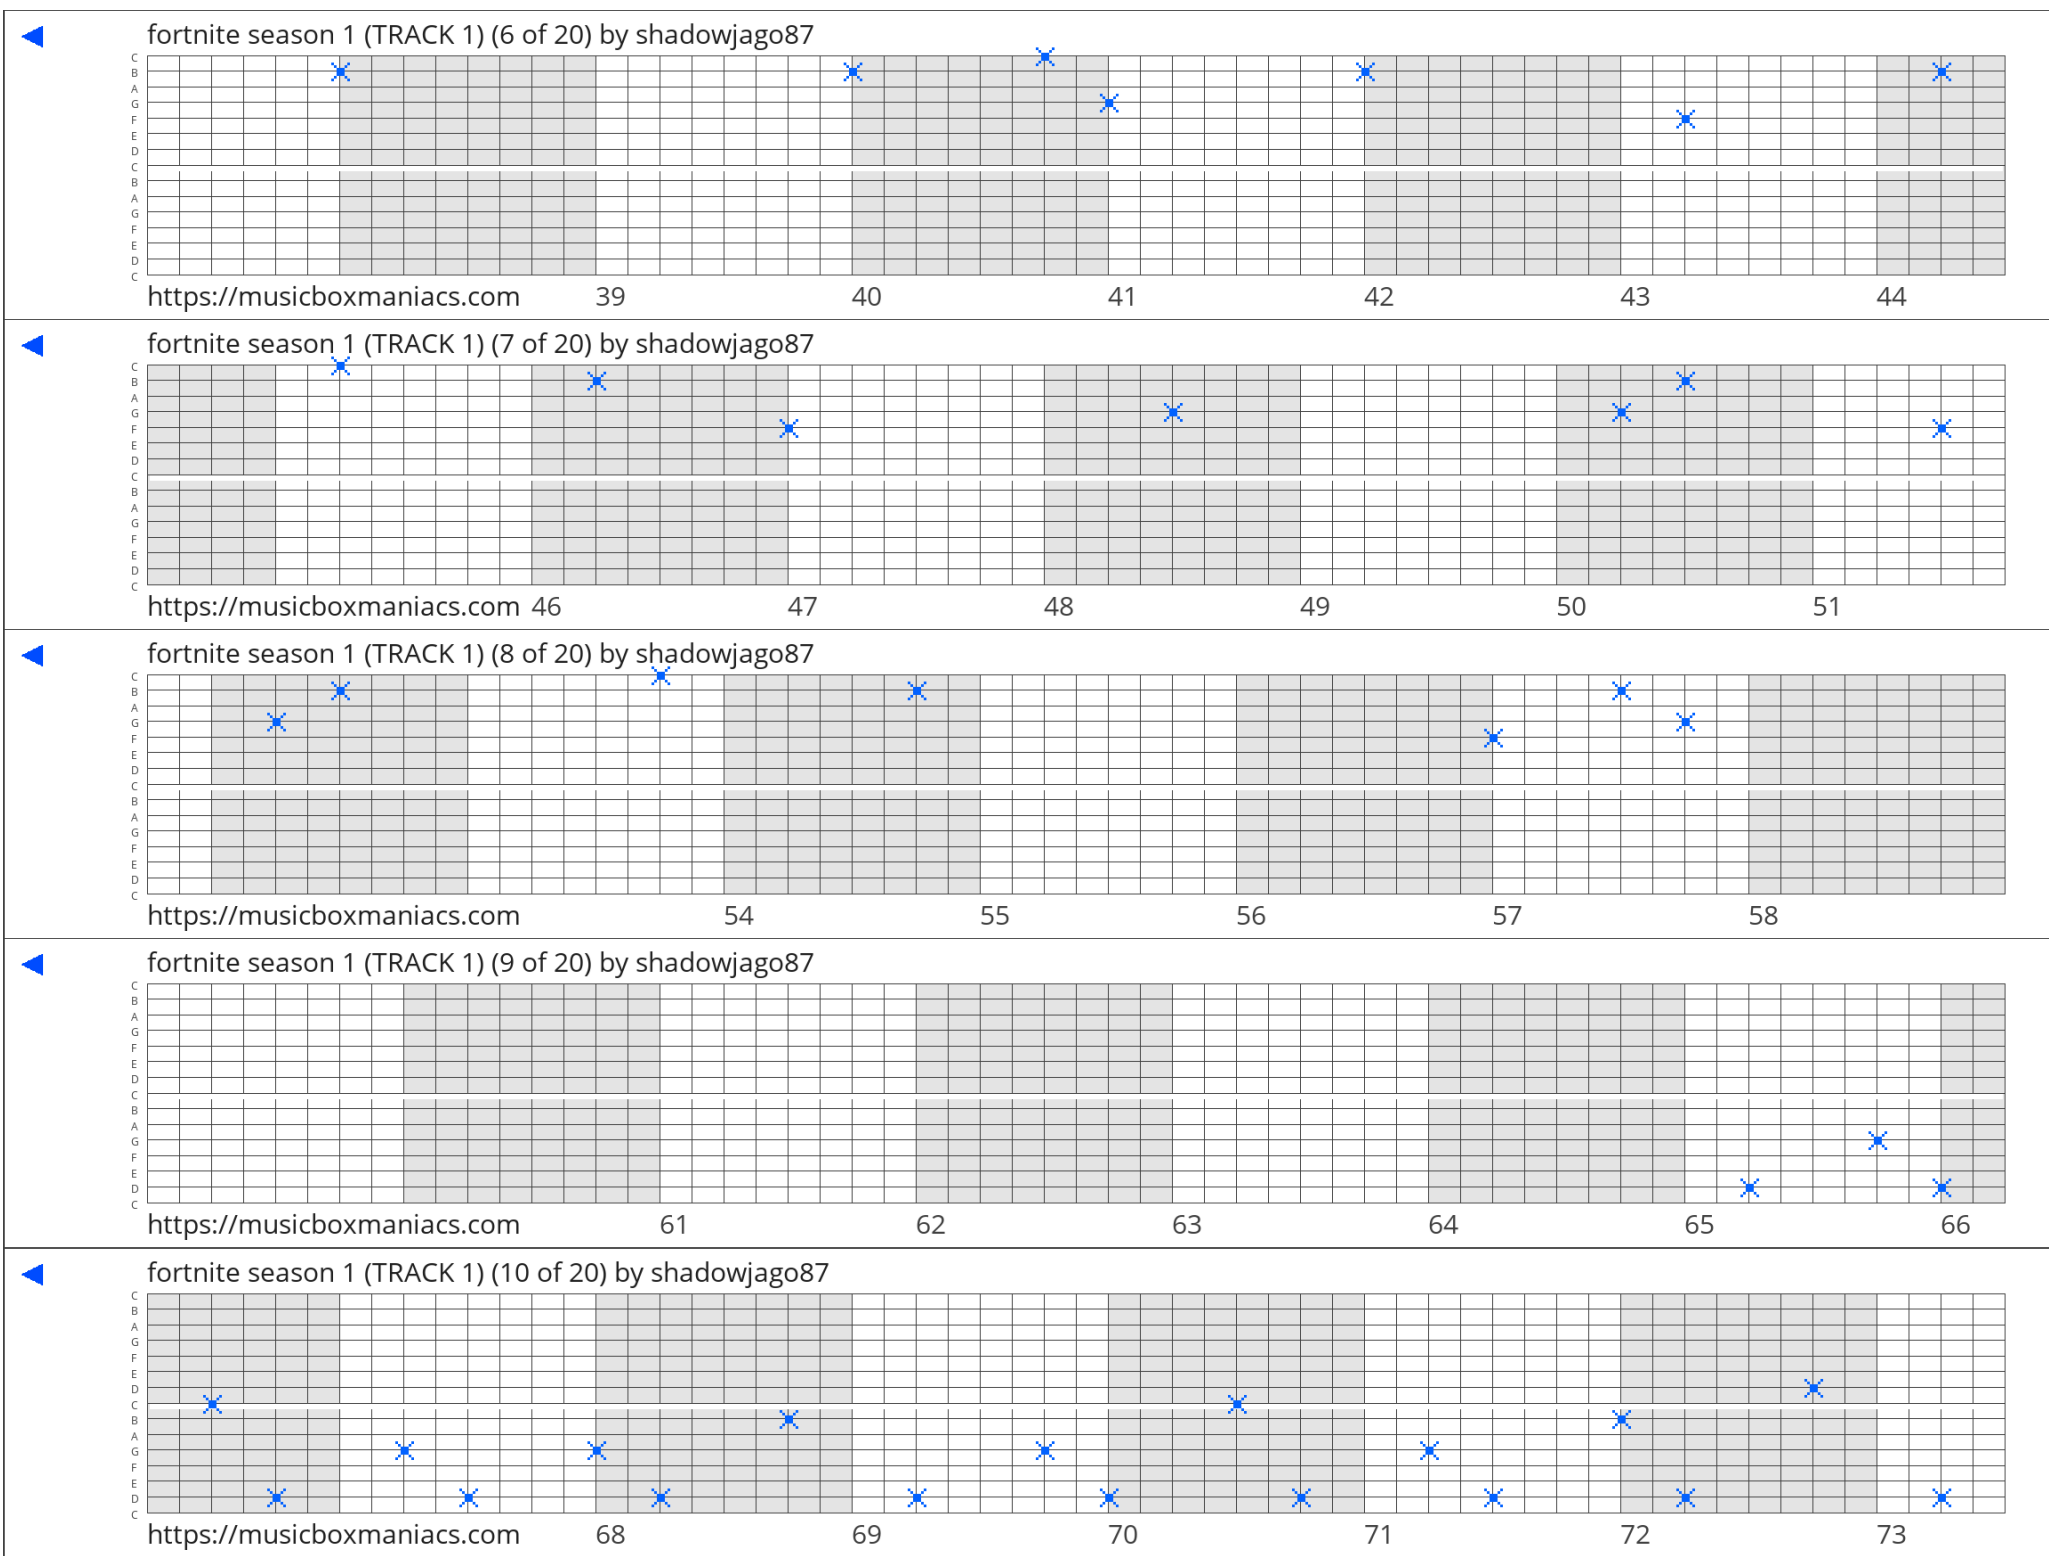 fortnite season 1 (TRACK 1) (6 of 20) by shadowjago87
C
B
A
G
F
E
D
C
B
A
G
F
E
D
C
https://musicboxmaniacs.com 39 40 41 42 43 44
fortnite season 1 (TRACK 1) (7 of 20) by shadowjago87
C
B
A
G
F
E
D
C
B
A
G
F
E
D
C
https://musicboxmaniacs.com 46 47 48 49 50 51
fortnite season 1 (TRACK 1) (8 of 20) by shadowjago87
C
B
A
G
F
E
D
C
B
A
G
F
E
D
C
https://musicboxmaniacs.com 54 55 56 57 58
fortnite season 1 (TRACK 1) (9 of 20) by shadowjago87
C
B
A
G
F
E
D
C
B
A
G
F
E
D
C
https://musicboxmaniacs.com 61 62 63 64 65 66
fortnite season 1 (TRACK 1) (10 of 20) by shadowjago87
C
B
A
G
F
E
D
C
B
A
G
F
E
D
C
https://musicboxmaniacs.com 68 69 70 71 72 73